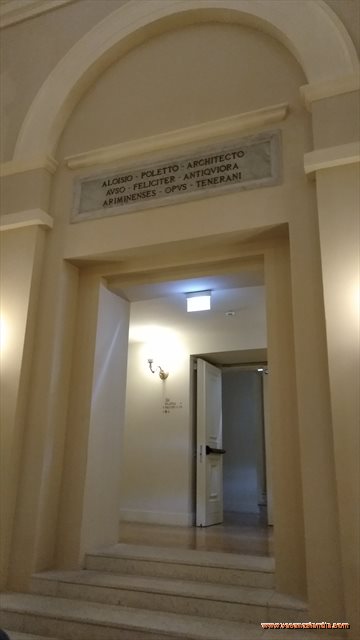 ALOISIO · POLETTO · ARCHITECTO
AVSO · FELICITER · ANTIQVIORA
ARIMINENSES · OPVS · TENERANI